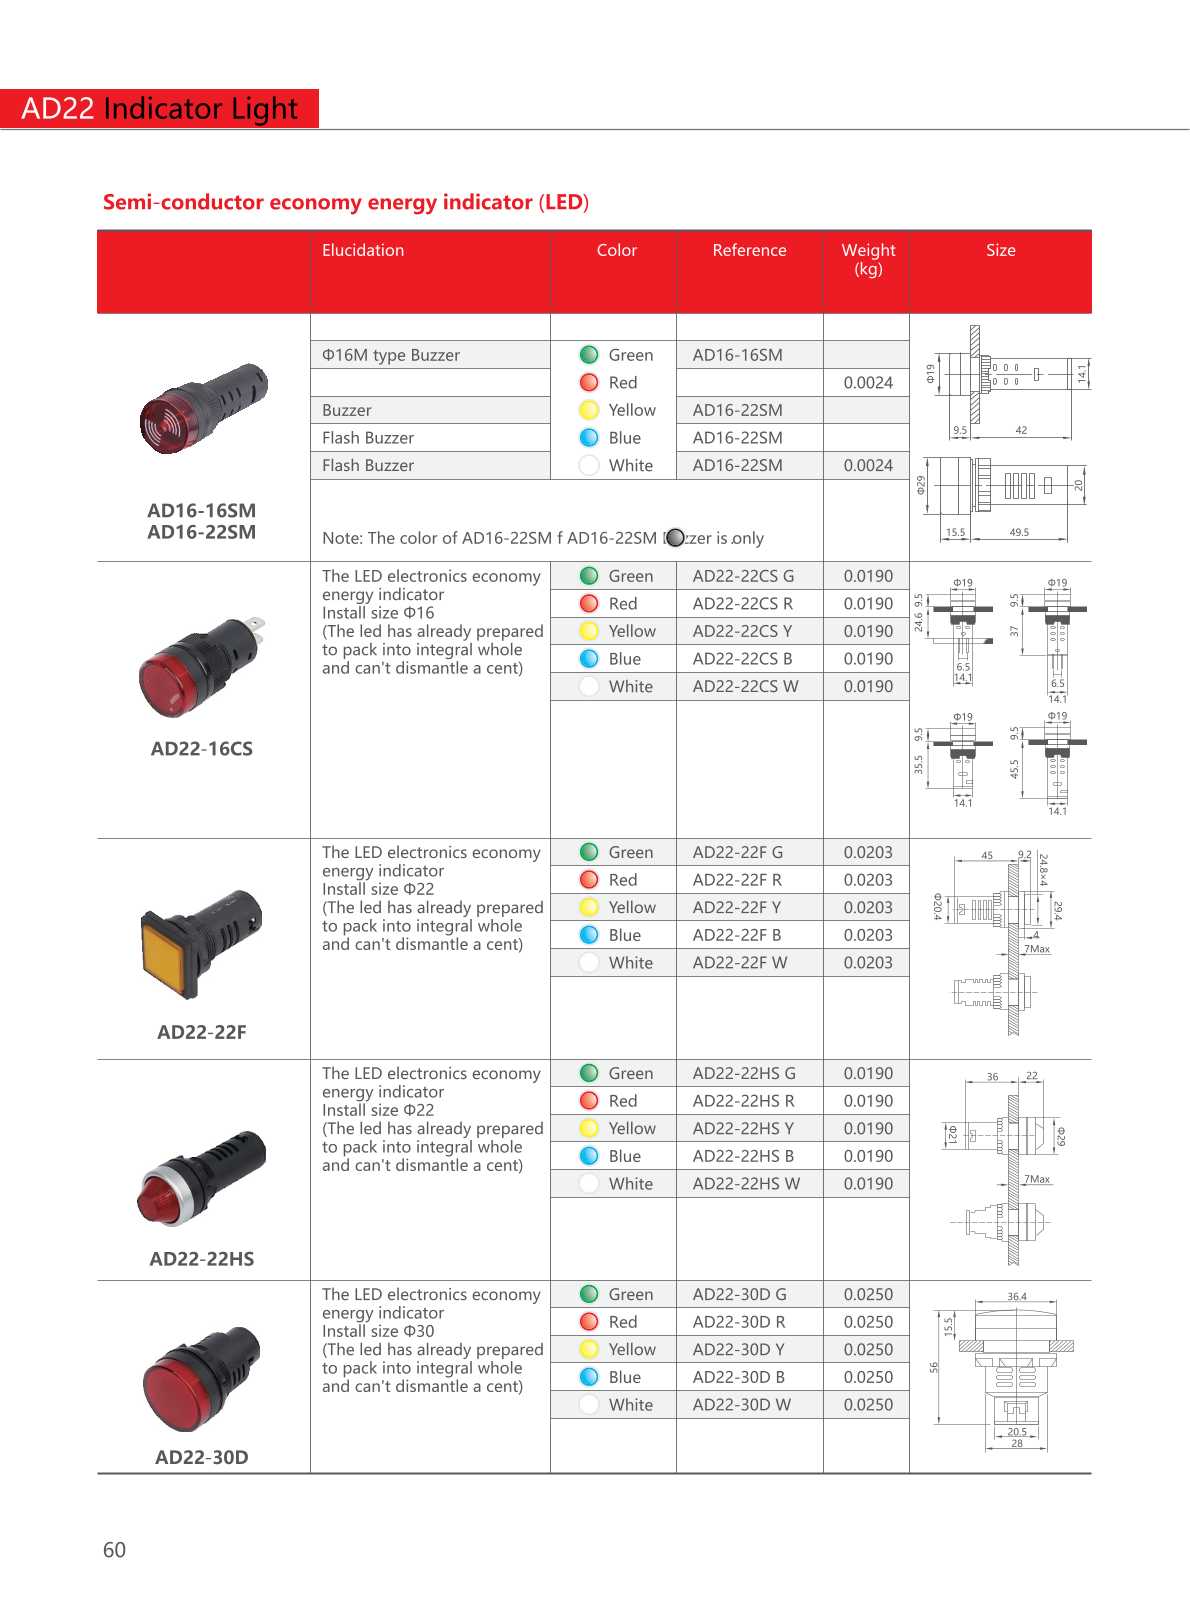 AD22 Indicator Light
Semi-conductor economy energy indicator (LED)
Elucidation Color Reference Weight (kg) Size
Φ16M type Buzzer Green AD16-16SM
Red 0.0024
Buzzer Yellow AD16-22SM
Flash Buzzer Blue AD16-22SM
Flash Buzzer White AD16-22SM 0.0024
AD16-16SM
AD16-22SM
Note: The color of AD16-22SM f AD16-22SM zzer is only
Φ19
14.1
9.5 42
Φ29
20
15.5 49.5
The LED electronics economy
energy indicator
Install size Φ16
(The led has already prepared
to pack into integral whole
and can't dismantle a cent)
Green AD22-22CS G 0.0190
Red AD22-22CS R 0.0190
Yellow AD22-22CS Y 0.0190
Blue AD22-22CS B 0.0190
White AD22-22CS W 0.0190
AD22-16CS
Φ19 Φ19
9.5 9.5
24.6 37
6.5
14.1
6.5
14.1
Φ19 Φ19
9.5 9.5
35.5 45.5
14.1
14.1
The LED electronics economy
energy indicator
Install size Φ22
(The led has already prepared
to pack into integral whole
and can't dismantle a cent)
Green AD22-22F G 0.0203
Red AD22-22F R 0.0203
Yellow AD22-22F Y 0.0203
Blue AD22-22F B 0.0203
White AD22-22F W 0.0203
AD22-22F
45 9.2
24.8×4
Φ20.4
29.4
4
7Max
The LED electronics economy
energy indicator
Install size Φ22
(The led has already prepared
to pack into integral whole
and can't dismantle a cent)
Green AD22-22HS G 0.0190
Red AD22-22HS R 0.0190
Yellow AD22-22HS Y 0.0190
Blue AD22-22HS B 0.0190
White AD22-22HS W 0.0190
AD22-22HS
36 22
Φ21
Φ29
7Max
The LED electronics economy
energy indicator
Install size Φ30
(The led has already prepared
to pack into integral whole
and can't dismantle a cent)
Green AD22-30D G 0.0250
Red AD22-30D R 0.0250
Yellow AD22-30D Y 0.0250
Blue AD22-30D B 0.0250
White AD22-30D W 0.0250
AD22-30D
36.4
15.5
56
20.5
28
60